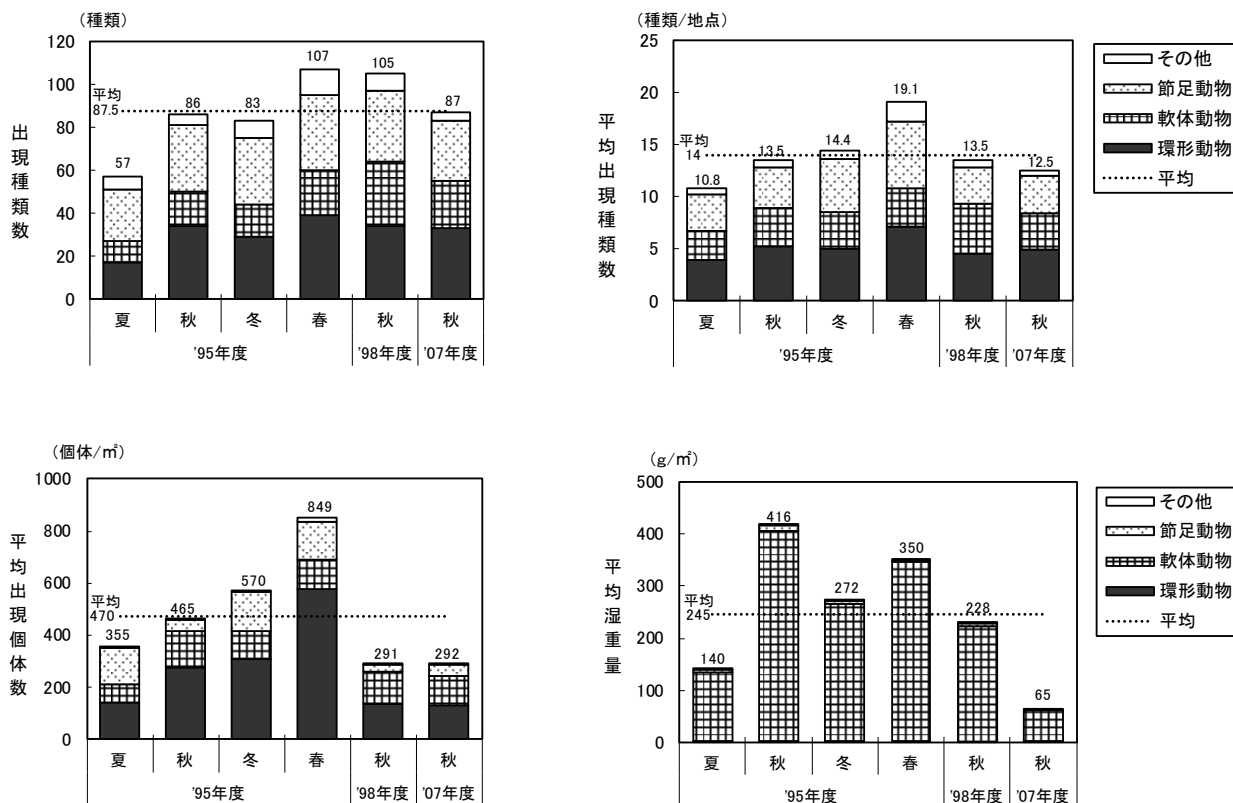 （種類）
120
100
80
60
40
20
0
出現種類数
平均
87.5
57
86
83
107
105
87
夏 秋 冬 春 秋 秋
'95年度 '98年度 '07年度
（種類/地点）
25
20
15
10
5
0
平均出現種類数
平均
14
10.8
13.5
14.4
19.1
13.5
12.5
夏 秋 冬 春 秋 秋
'95年度 '98年度 '07年度
その他
節足動物
軟体動物
環形動物
平均
（個体/㎡）
1000
800
600
400
200
0
平均出現個体数
平均
470
355
465
570
849
291
292
夏 秋 冬 春 秋 秋
'95年度 '98年度 '07年度
（g/㎡）
500
400
300
200
100
0
平均湿重量
平均
245
140
416
272
350
228
65
夏 秋 冬 春 秋 秋
'95年度 '98年度 '07年度
その他
節足動物
軟体動物
環形動物
平均